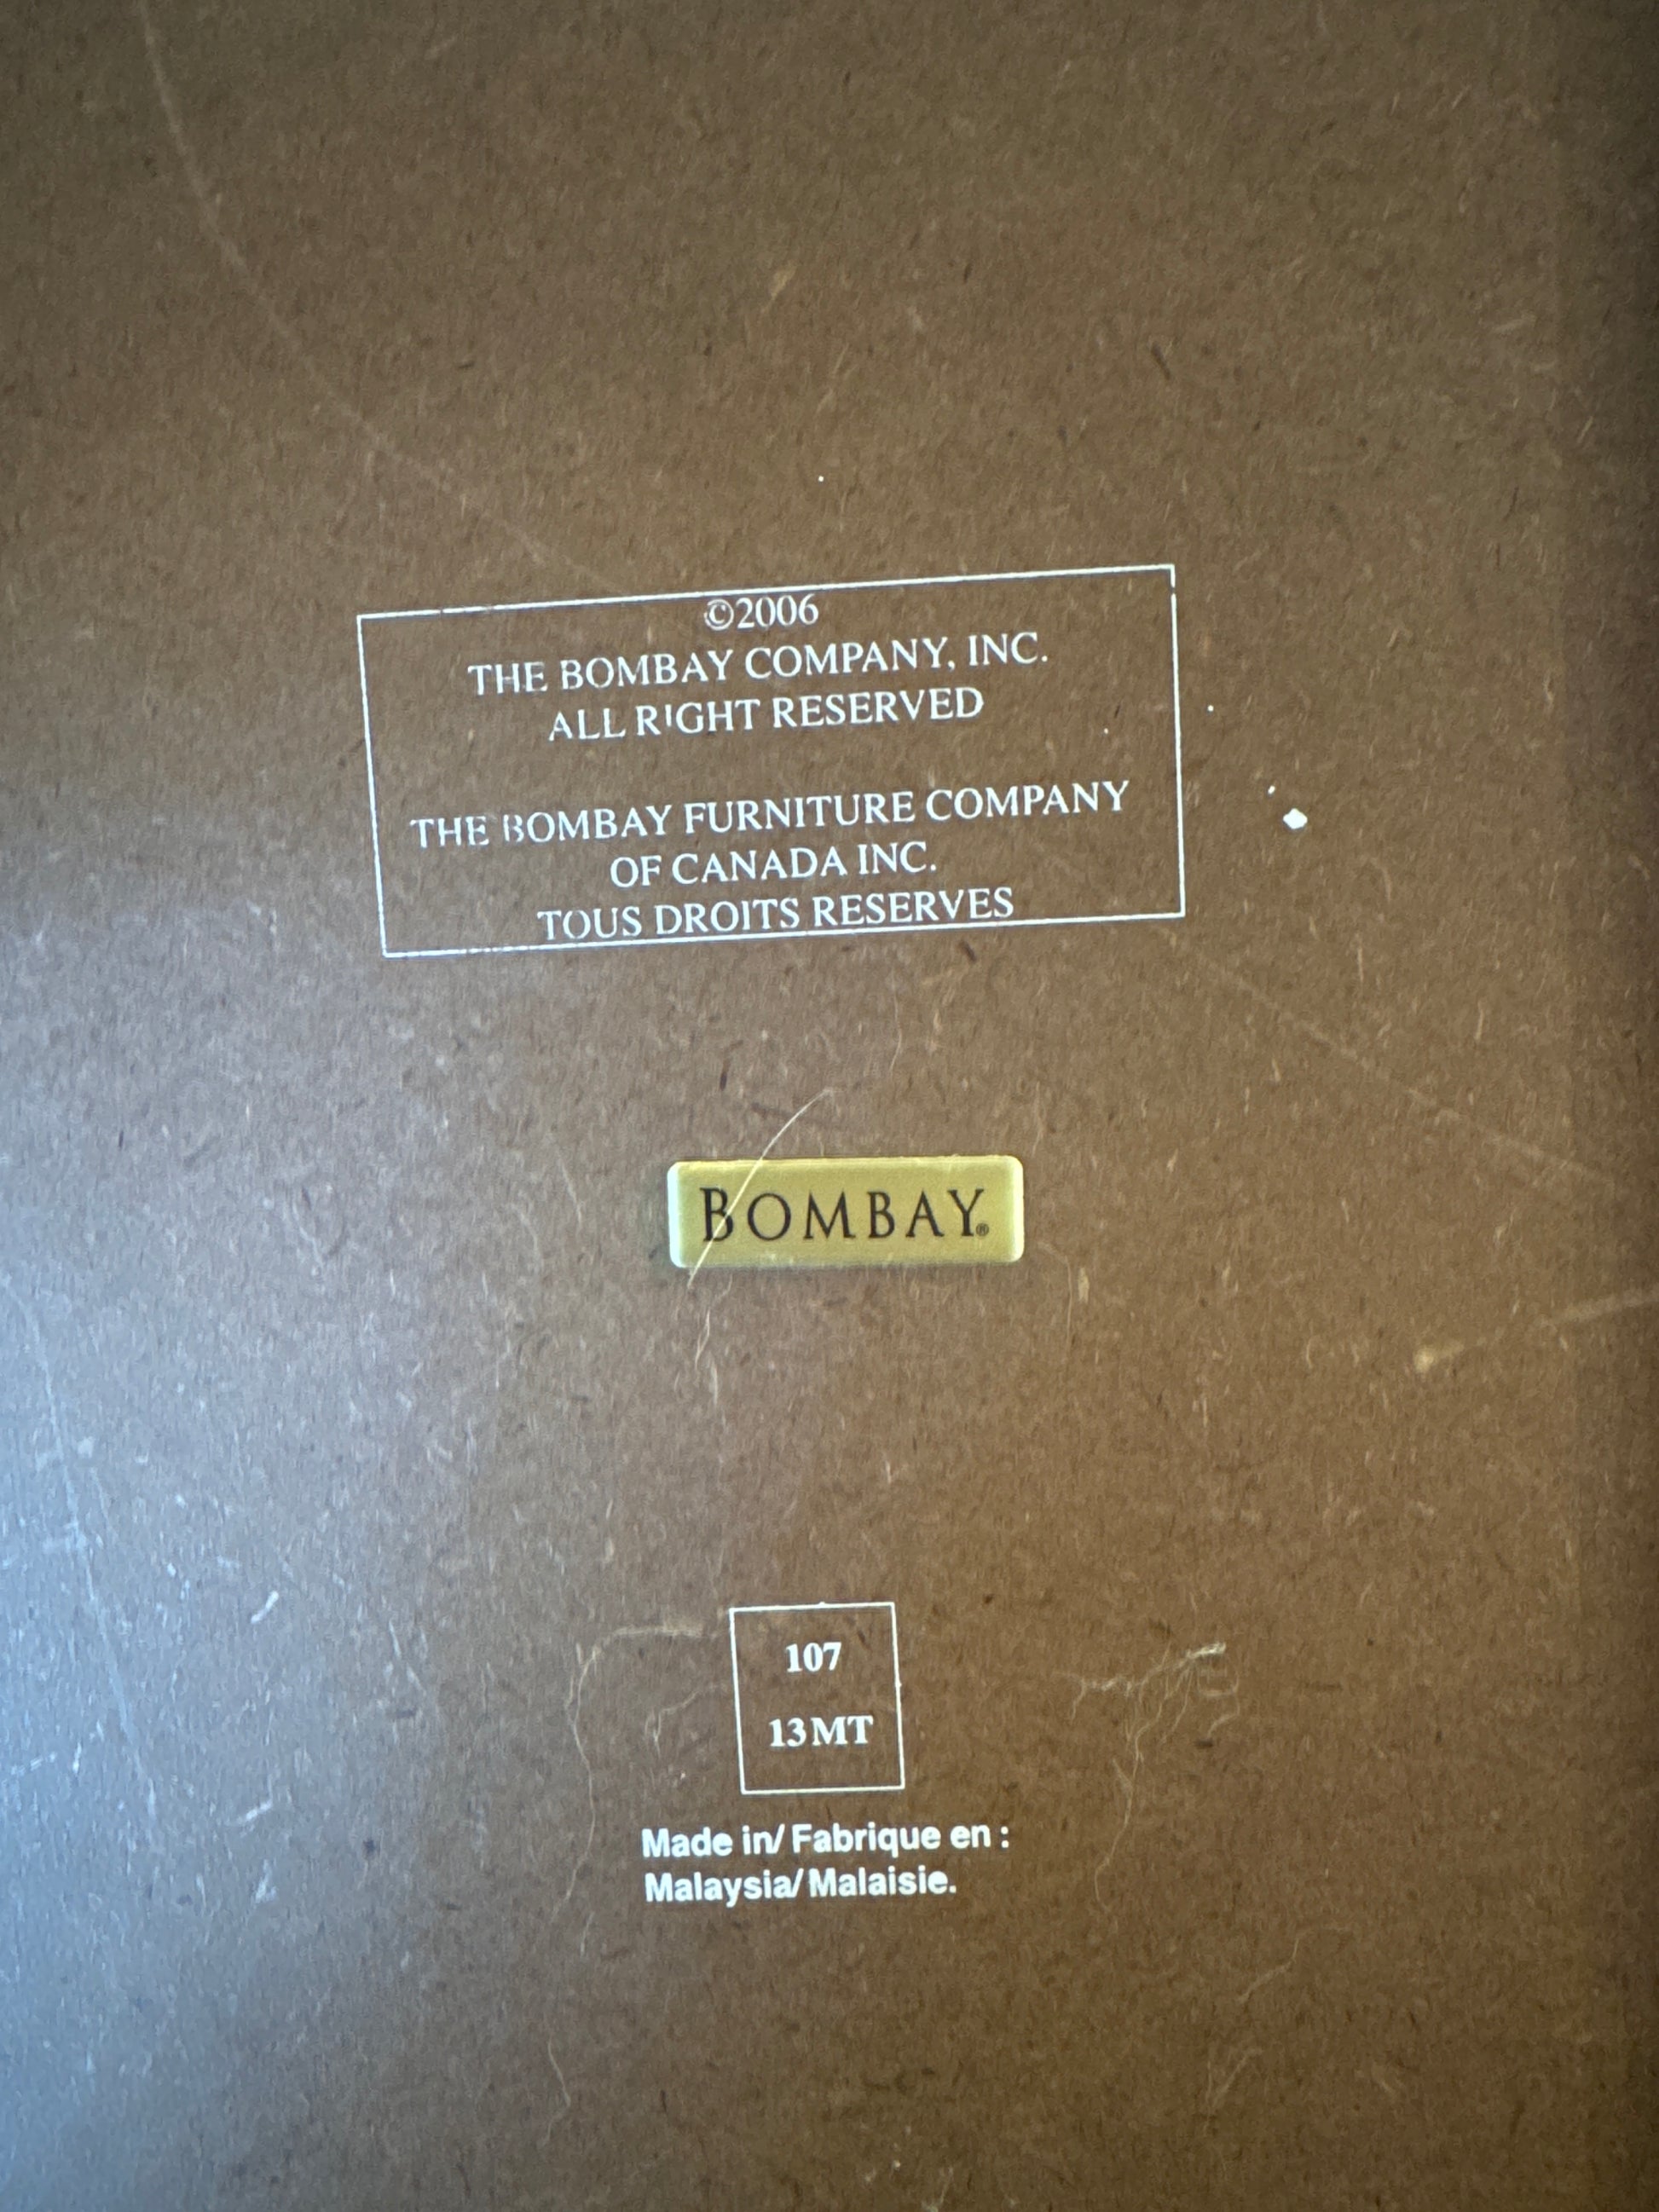 ©2006
THE BOMBAY COMPANY, INC.
ALL RIGHT RESERVED
THE BOMBAY FURNITURE COMPANY
OF CANADA INC.
TOUS DROITS RESERVES
BOMBAY®
107
13MT
Made in/ Fabrique en :
Malaysia/ Malaisie.